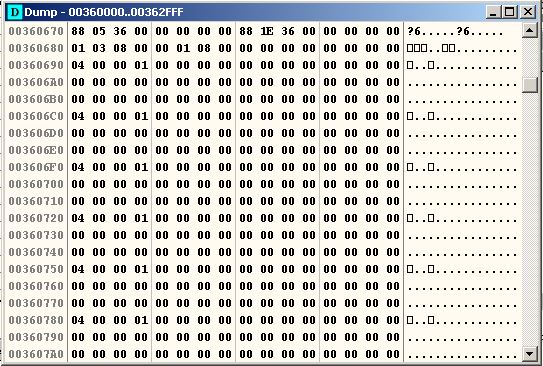 D Dump - 00360000..00362FFF
00360670 88 05 36 00 00 00 00 00 88 1E 36 00 00 00 00 00 ?6.....?6.....
00360680 01 03 08 00 00 01 08 00 00 00 00 00 00 00 00 00 □□□..□□.........
00360690 04 00 00 01 00 00 00 00 00 00 00 00 00 00 00 00 □..□............
003606A0 00 00 00 00 00 00 00 00 00 00 00 00 00 00 00 00 ................
003606B0 00 00 00 00 00 00 00 00 00 00 00 00 00 00 00 00 ................
003606C0 04 00 00 01 00 00 00 00 00 00 00 00 00 00 00 00 □..□............
003606D0 00 00 00 00 00 00 00 00 00 00 00 00 00 00 00 00 ................
003606E0 00 00 00 00 00 00 00 00 00 00 00 00 00 00 00 00 ................
003606F0 04 00 00 01 00 00 00 00 00 00 00 00 00 00 00 00 □..□............
00360700 00 00 00 00 00 00 00 00 00 00 00 00 00 00 00 00 ................
00360710 00 00 00 00 00 00 00 00 00 00 00 00 00 00 00 00 ................
00360720 04 00 00 01 00 00 00 00 00 00 00 00 00 00 00 00 □..□............
00360730 00 00 00 00 00 00 00 00 00 00 00 00 00 00 00 00 ................
00360740 00 00 00 00 00 00 00 00 00 00 00 00 00 00 00 00 ................
00360750 04 00 00 01 00 00 00 00 00 00 00 00 00 00 00 00 □..□............
00360760 00 00 00 00 00 00 00 00 00 00 00 00 00 00 00 00 ................
00360770 00 00 00 00 00 00 00 00 00 00 00 00 00 00 00 00 ................
00360780 04 00 00 01 00 00 00 00 00 00 00 00 00 00 00 00 □..□............
00360790 00 00 00 00 00 00 00 00 00 00 00 00 00 00 00 00 ................
003607A0 00 00 00 00 00 00 00 00 00 00 00 00 00 00 00 00 ................